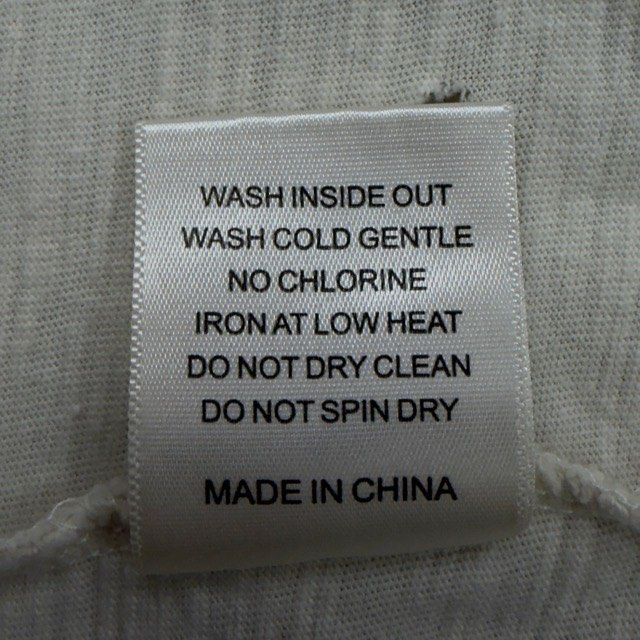 WASH INSIDE OUT
WASH COLD GENTLE
NO CHLORINE
IRON AT LOW HEAT
DO NOT DRY CLEAN
DO NOT SPIN DRY
MADE IN CHINA